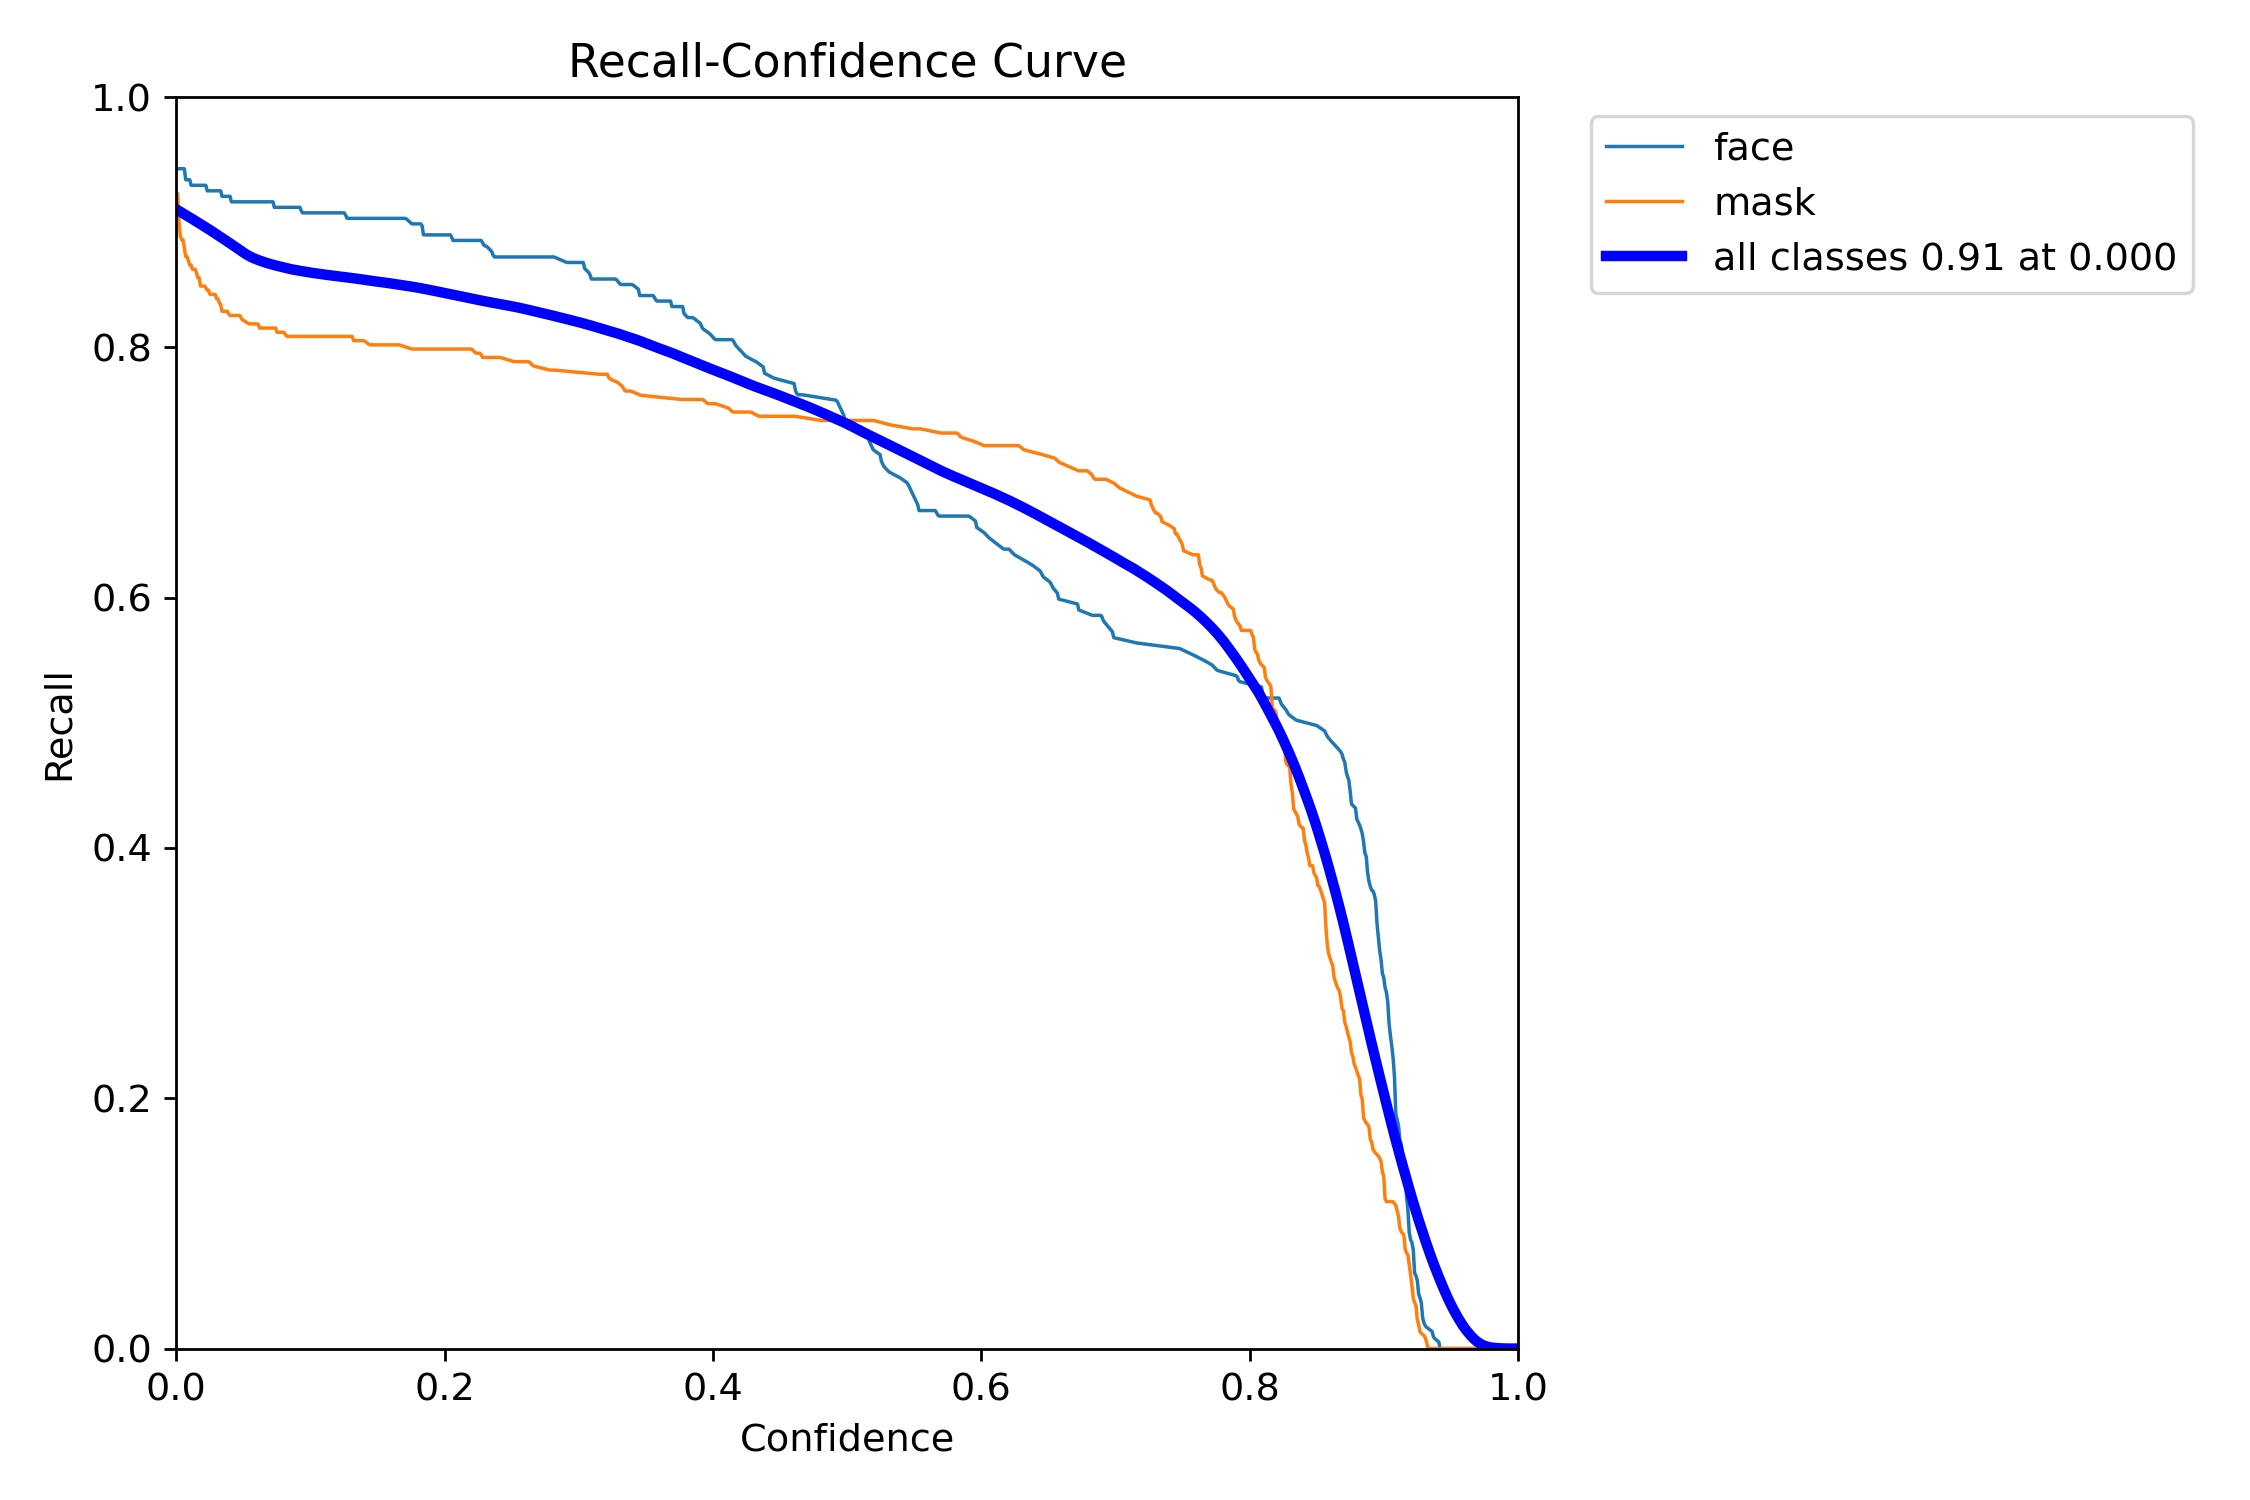 Recall-Confidence Curve
1.0
0.8
0.6
0.4
0.2
0.0
Recall
0.0 0.2 0.4 0.6 0.8 1.0
Confidence
face
mask
all classes 0.91 at 0.000